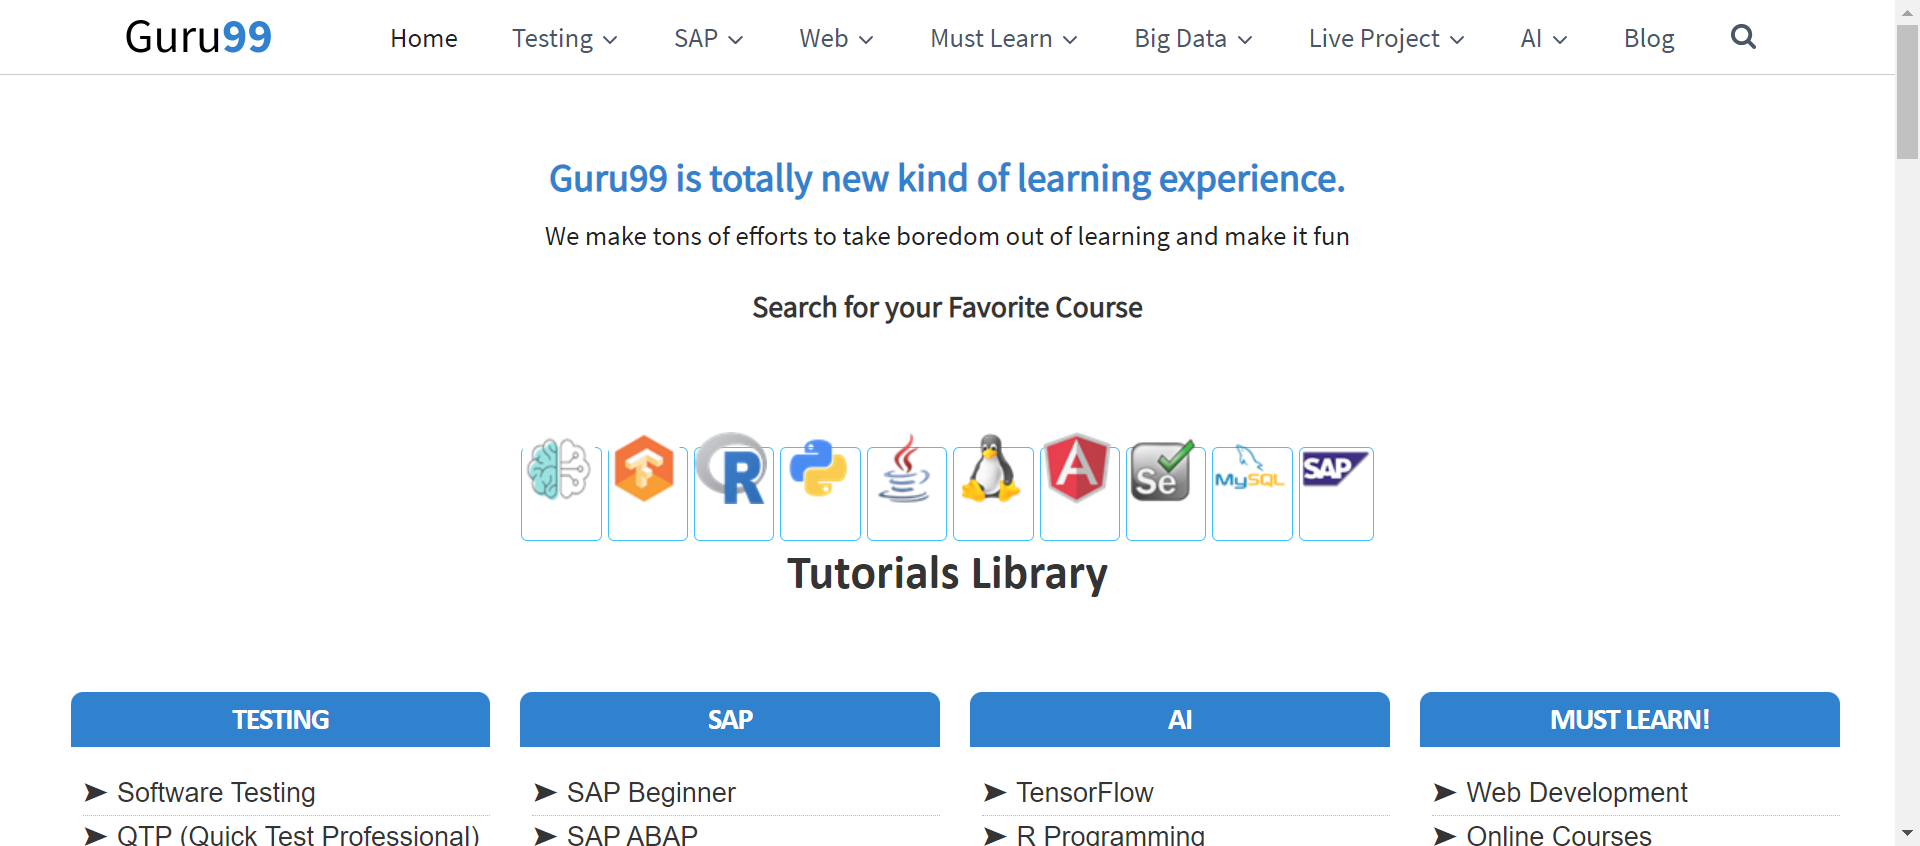 Guru99 Home Testing SAP Web Must Learn Big Data Live Project AI Blog
Guru99 is totally new kind of learning experience.
We make tons of efforts to take boredom out of learning and make it fun
Search for your Favorite Course
R Se MySQL SAP
Tutorials Library
TESTING SAP AI MUST LEARN!
➤ Software Testing ➤ SAP Beginner ➤ TensorFlow ➤ Web Development
➤ QTP (Quick Test Professional) ➤ SAP ABAP ➤ R Programming ➤ Online Courses